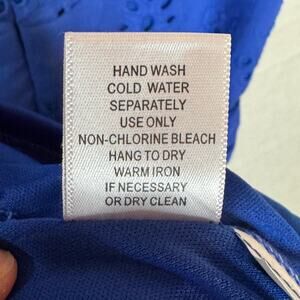 HAND WASH
COLD WATER
SEPARATELY
USE ONLY
NON-CHLORINE BLEACH
HANG TO DRY
WARM IRON
IF NECESSARY
OR DRY CLEAN